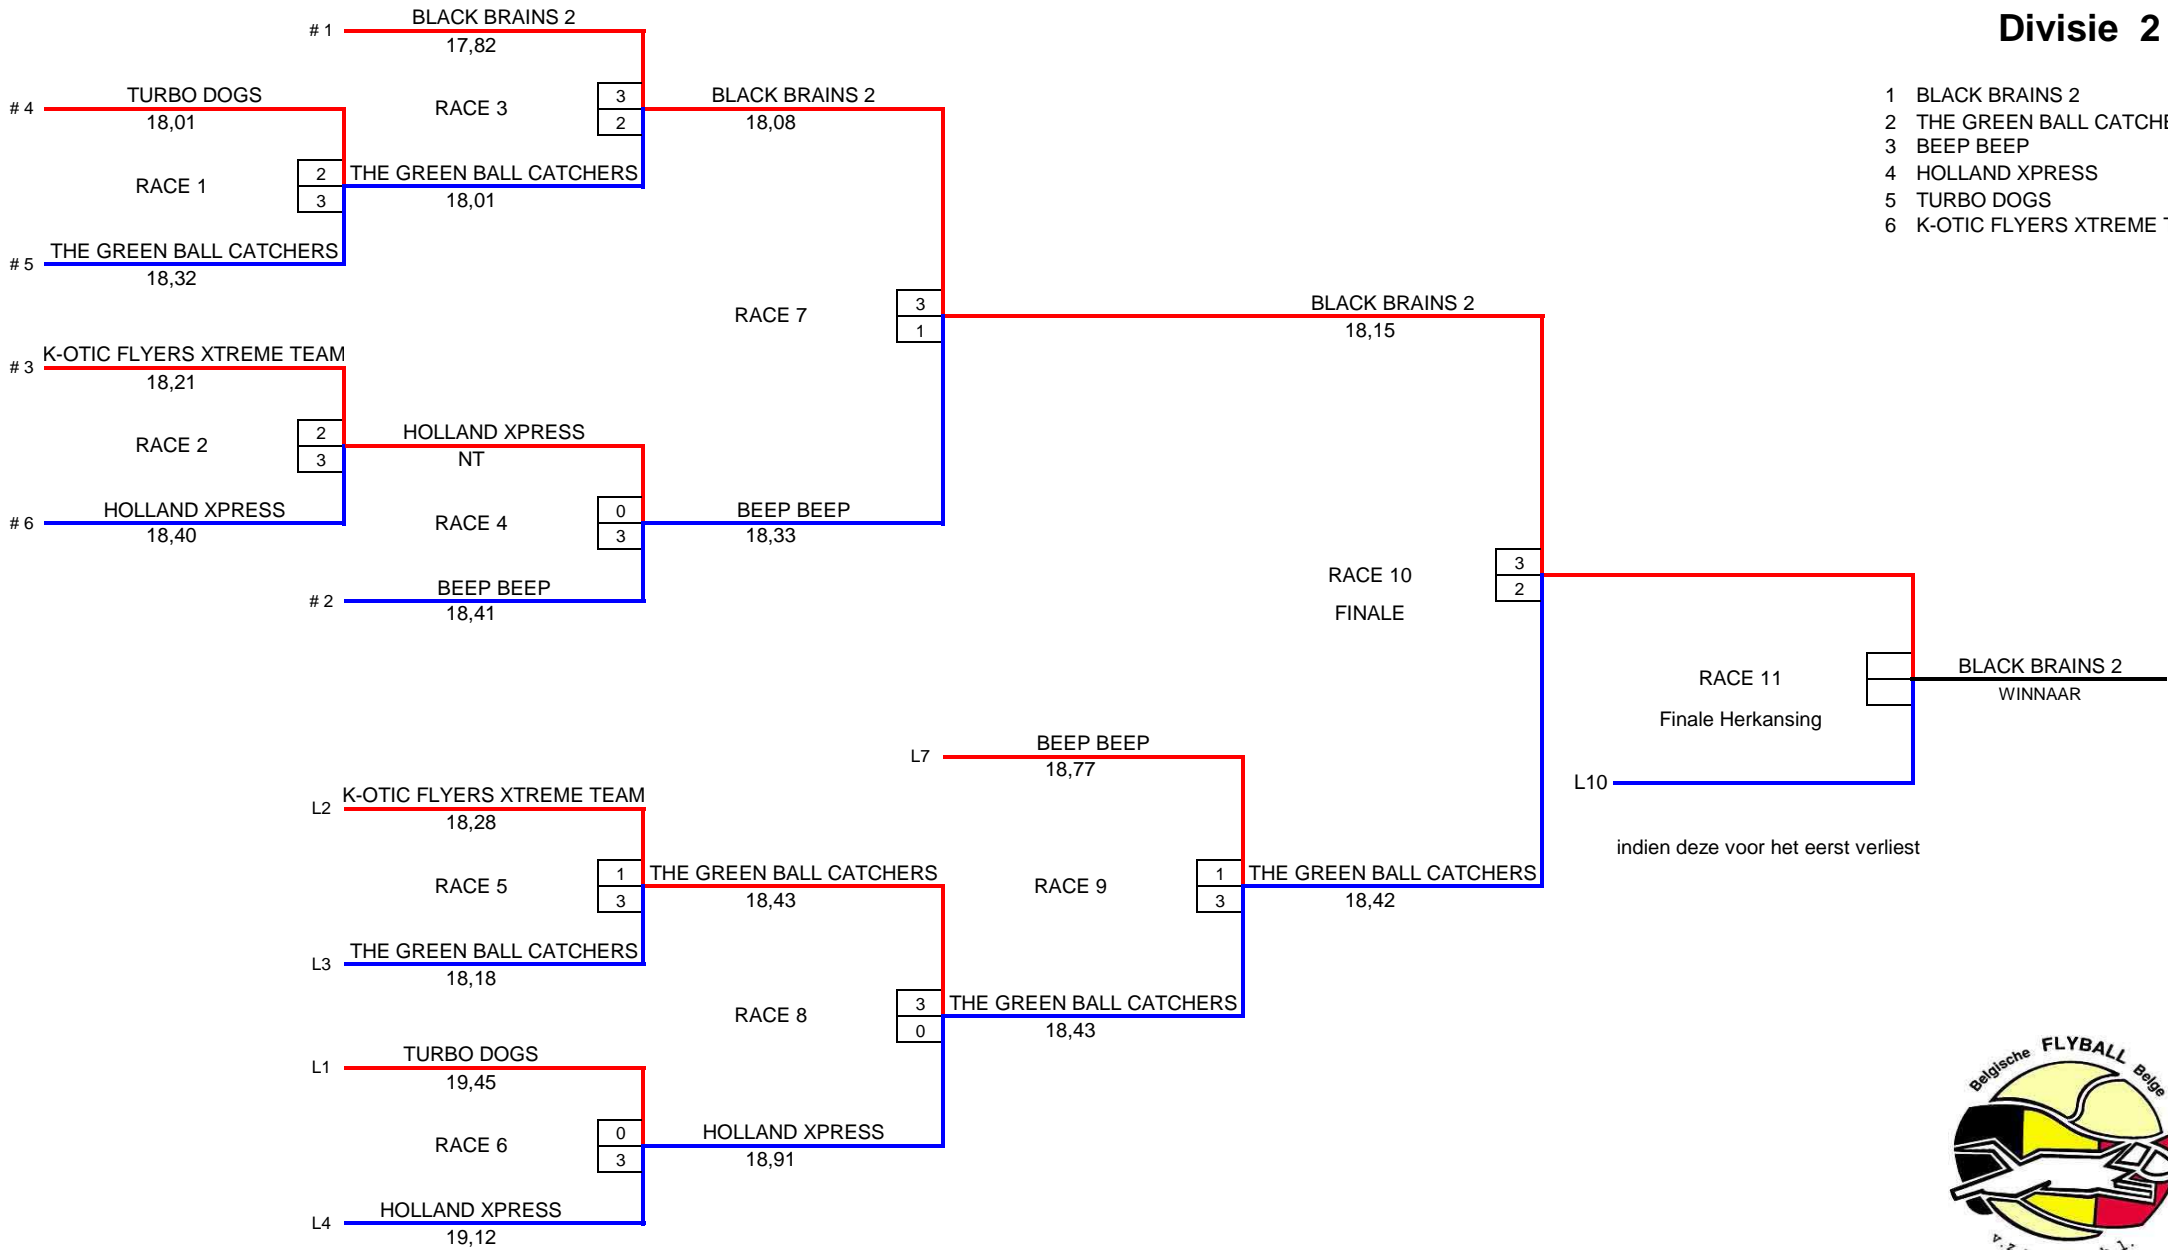 Divisie 2
1 BLACK BRAINS 2
2 THE GREEN BALL CATCHE
3 BEEP BEEP
4 HOLLAND XPRESS
5 TURBO DOGS
6 K-OTIC FLYERS XTREME
# 1
BLACK BRAINS 2
17,82
# 4
TURBO DOGS
18,01
RACE 3
3
2
BLACK BRAINS 2
18,08
RACE 1
2
3
THE GREEN BALL CATCHERS
18,01
# 5
THE GREEN BALL CATCHERS
18,32
RACE 7
3
1
BLACK BRAINS 2
18,15
# 3
K-OTIC FLYERS XTREME TEAM
18,21
RACE 2
2
3
HOLLAND XPRESS
NT
# 6
HOLLAND XPRESS
18,40
RACE 4
0
3
BEEP BEEP
18,33
# 2
BEEP BEEP
18,41
RACE 10
FINALE
3
2
RACE 11
Finale Herkansing
BLACK BRAINS 2
WINNAAR
L7
BEEP BEEP
18,77
L10
indien deze voor het eerst verliest
L2
K-OTIC FLYERS XTREME TEAM
18,28
RACE 5
1
3
THE GREEN BALL CATCHERS
18,43
RACE 9
1
3
THE GREEN BALL CATCHERS
18,42
L3
THE GREEN BALL CATCHERS
18,18
RACE 8
3
0
THE GREEN BALL CATCHERS
18,43
L1
TURBO DOGS
19,45
RACE 6
0
3
HOLLAND XPRESS
18,91
L4
HOLLAND XPRESS
19,12
Belgische FLYBALL Belge